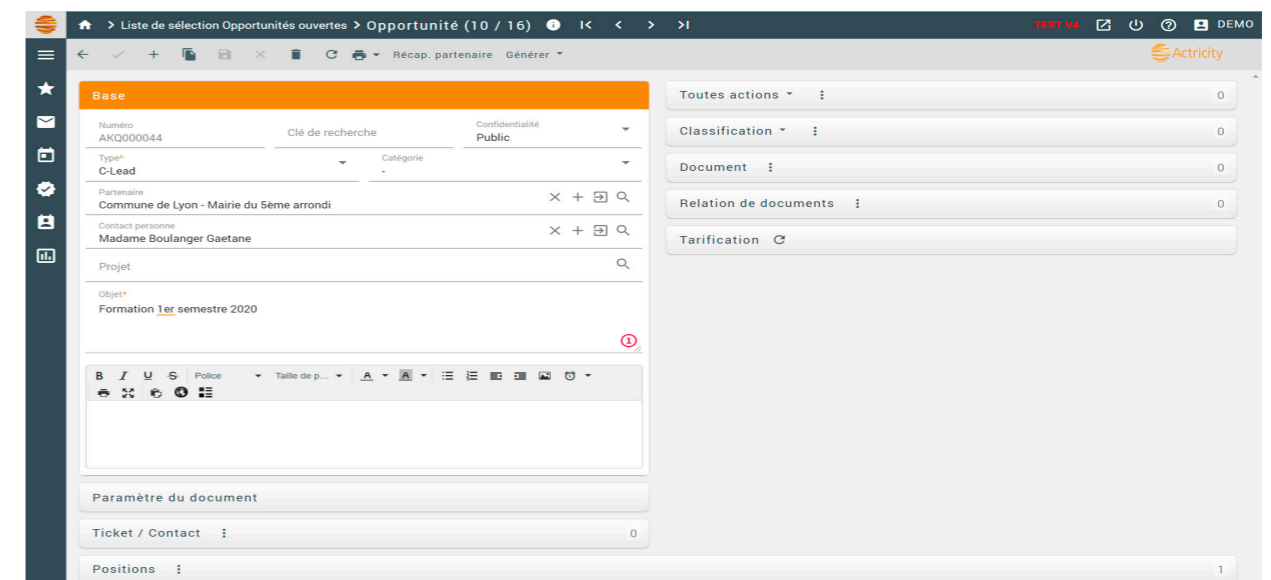 > Liste de sélection Opportunités ouvertes > Opportunité (10 / 16)
TEST V4
DEMO
Récap. partenaire Générer
Actricity
Base
Numéro
AKQ000044
Clé de recherche
Confidentialité
Public
Type*
C-Lead
Catégorie
-
Partenaire
Commune de Lyon - Mairie du 5ème arrondi
Contact personne
Madame Boulanger Gaetane
Projet
Objet*
Formation 1er semestre 2020
1
B I U S Police Taille de p... A A
Paramètre du document
Ticket / Contact 0
Positions 1
Toutes actions 0
Classification 0
Document 0
Relation de documents 0
Tarification